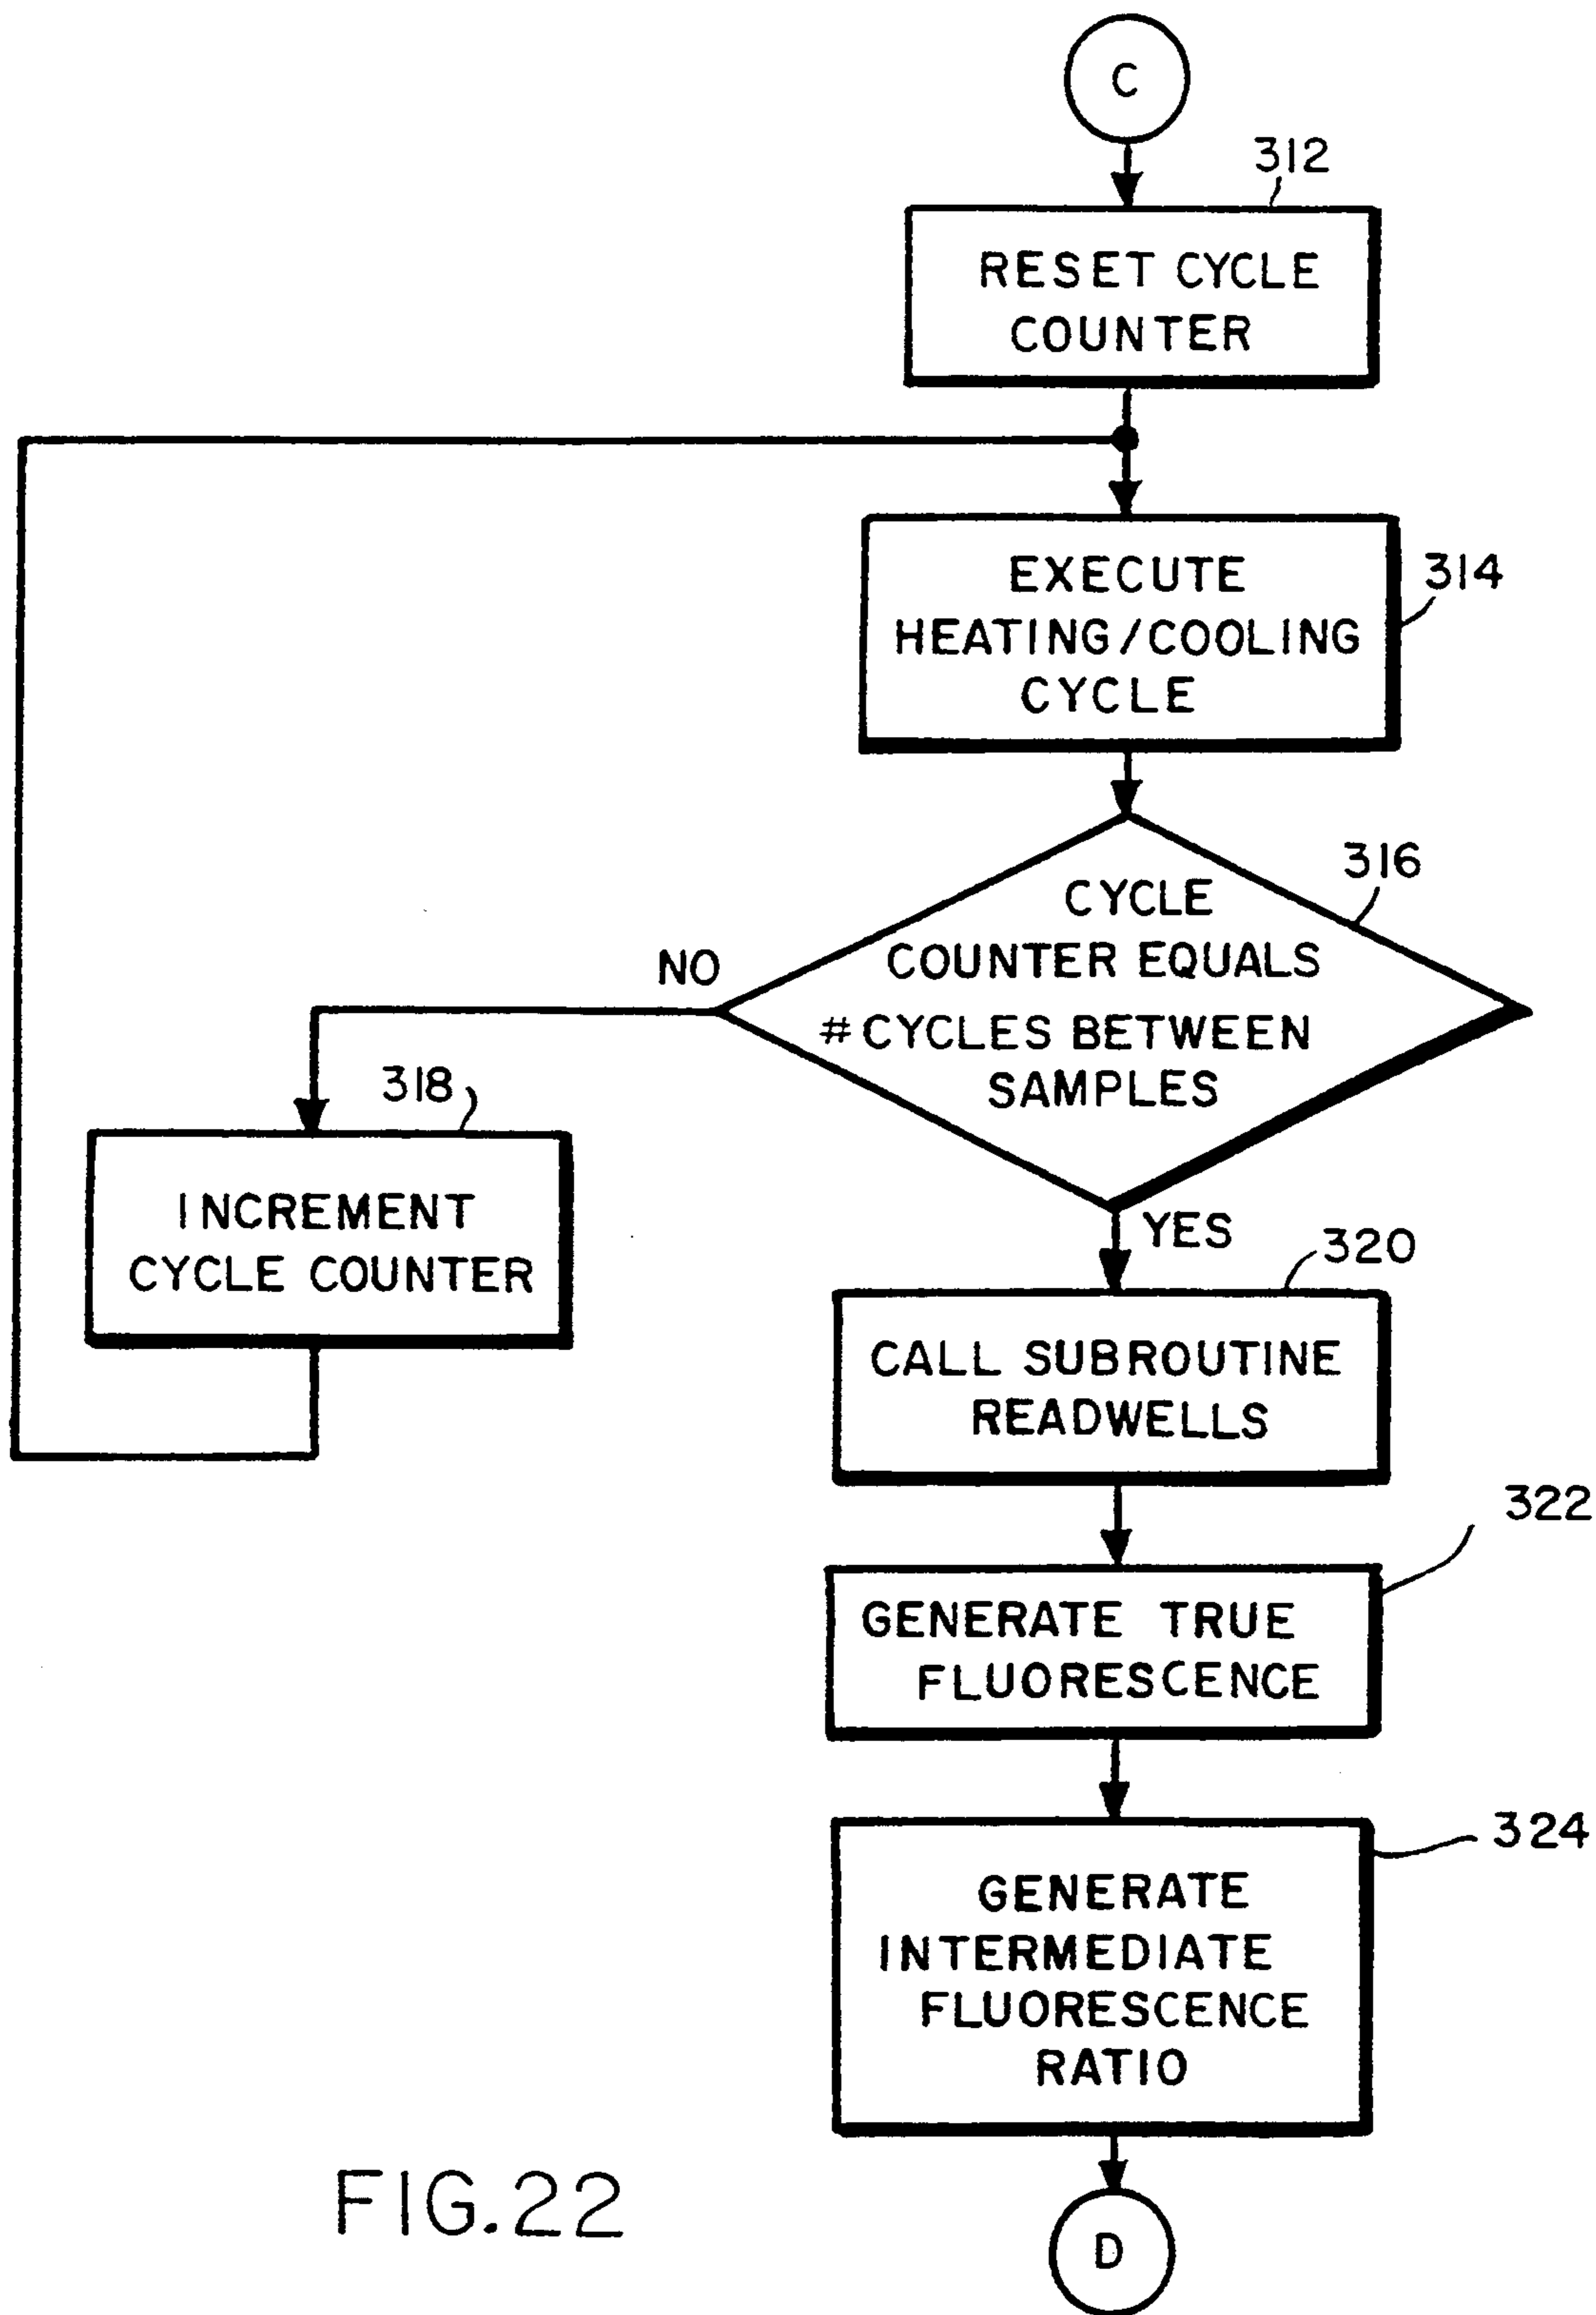 C
312
RESET CYCLE
COUNTER
EXECUTE
HEATING/COOLING
CYCLE
314
316
CYCLE
COUNTER EQUALS
#CYCLES BETWEEN
SAMPLES
NO
318
INCREMENT
CYCLE COUNTER
YES
320
CALL SUBROUTINE
READWELLS
322
GENERATE TRUE
FLUORESCENCE
324
GENERATE
INTERMEDIATE
FLUORESCENCE
RATIO
D
FIG.22